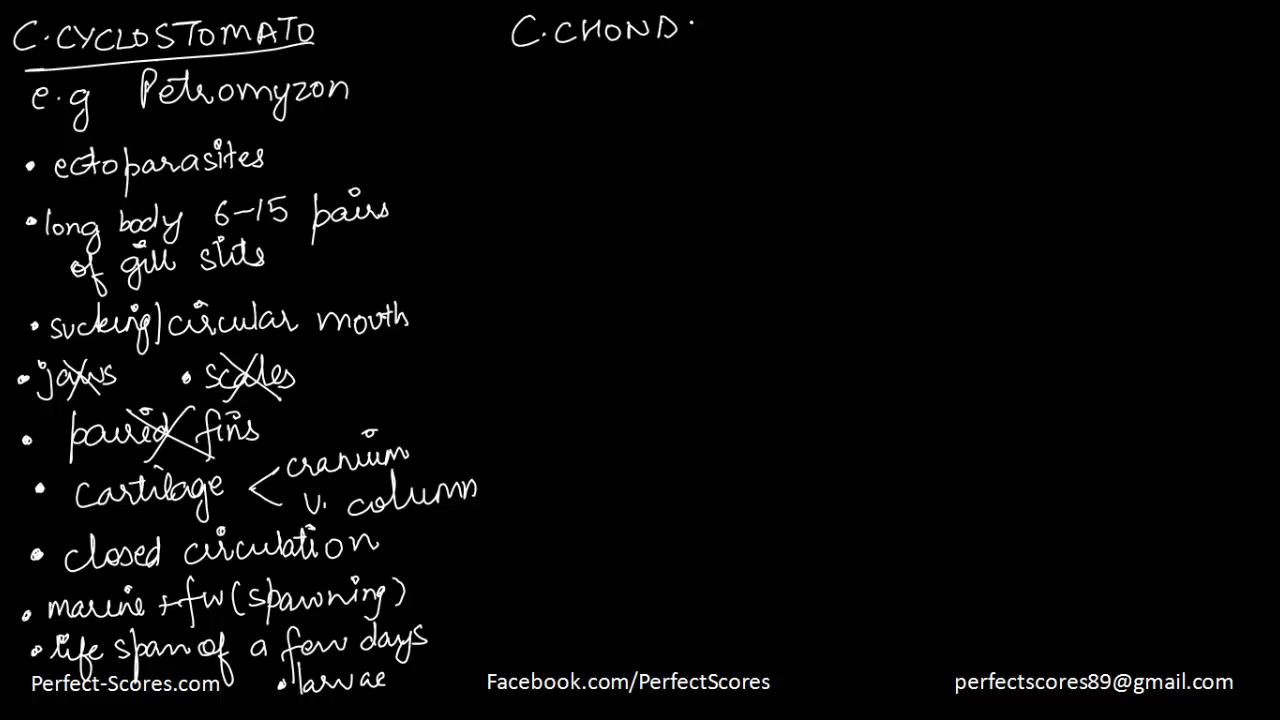 C. CYCLOSTOMATO
e.g Petromyzon
• ectoparasites
• long body 6-15 pairs
of gill slits
• sucking/circular mouth
• jaws • scales
• paired fins
• cartilage < cranium
v. column
• closed circulation
• marine + fw (spawning)
• life span of a few days
• larvae
C. CHOND.
Perfect-Scores.com
Facebook.com/PerfectScores
perfectscores89@gmail.com